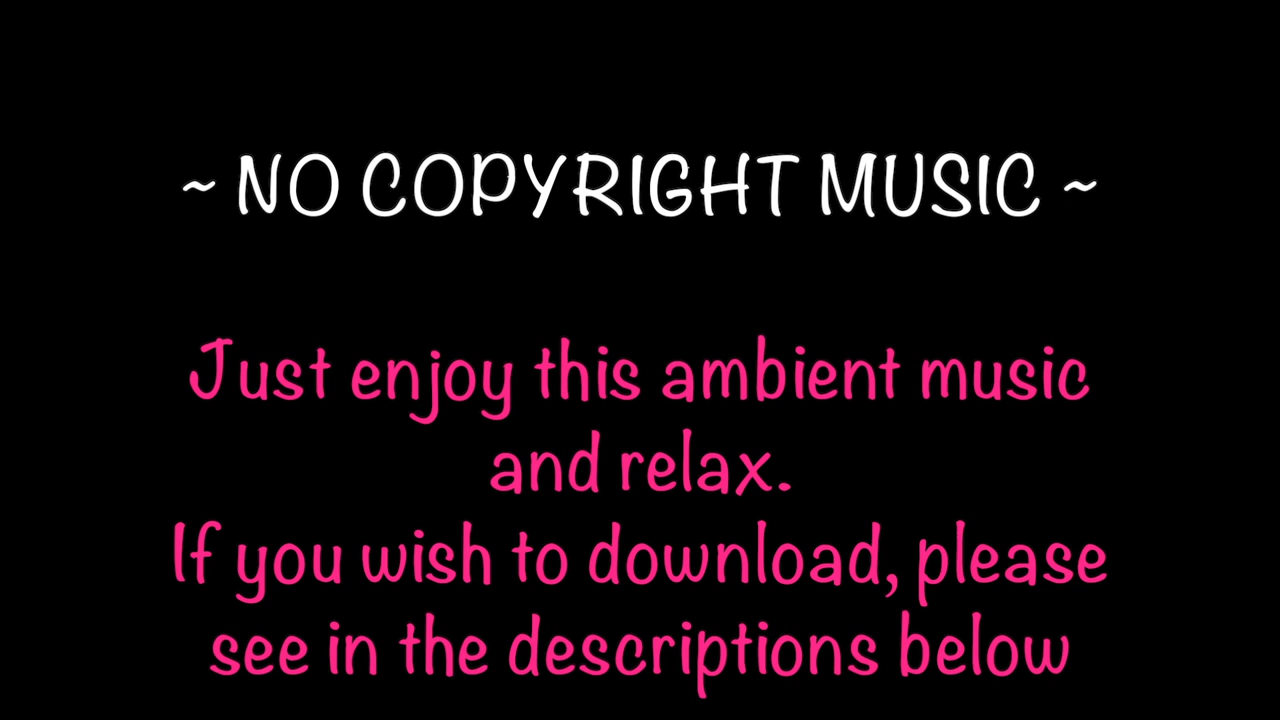 ~ NO COPYRIGHT MUSIC ~
Just enjoy this ambient music
and relax.
If you wish to download, please
see in the descriptions below